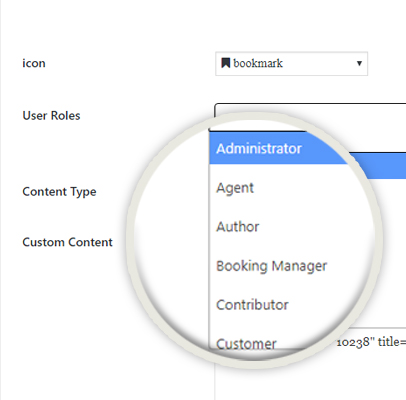 icon
bookmark
User Roles
Administrator
Agent
Content Type
Author
Custom Content
Booking Manager
Contributor
Customer
10238" title=